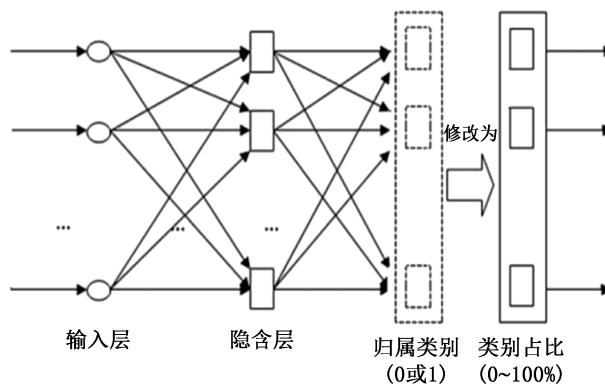 修改为
... ... ...
输入层
隐含层
归属类别
(0或1)
类别占比
(0~100%)